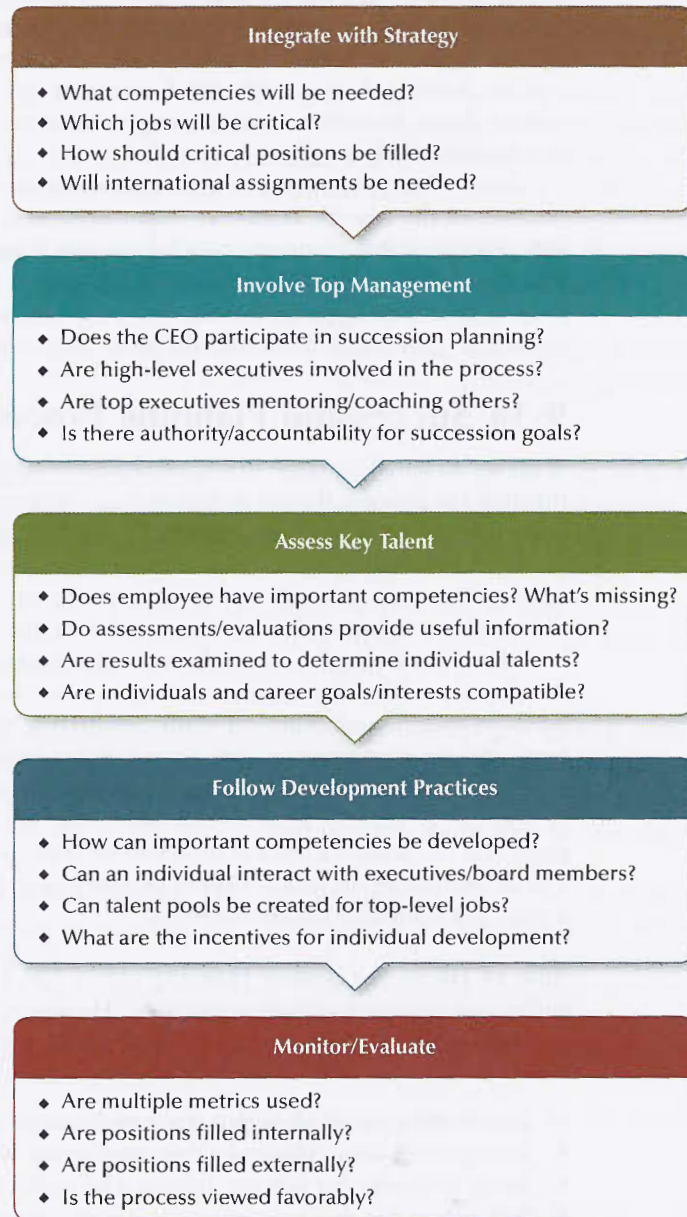 Integrate with Strategy
◆ What competencies will be needed?
◆ Which jobs will be critical?
◆ How should critical positions be filled?
◆ Will international assignments be needed?
Involve Top Management
◆ Does the CEO participate in succession planning?
◆ Are high-level executives involved in the process?
◆ Are top executives mentoring/coaching others?
◆ Is there authority/accountability for succession goals?
Assess Key Talent
◆ Does employee have important competencies? What's missing?
◆ Do assessments/evaluations provide useful information?
◆ Are results examined to determine individual talents?
◆ Are individuals and career goals/interests compatible?
Follow Development Practices
◆ How can important competencies be developed?
◆ Can an individual interact with executives/board members?
◆ Can talent pools be created for top-level jobs?
◆ What are the incentives for individual development?
Monitor/Evaluate
◆ Are multiple metrics used?
◆ Are positions filled internally?
◆ Are positions filled externally?
◆ Is the process viewed favorably?